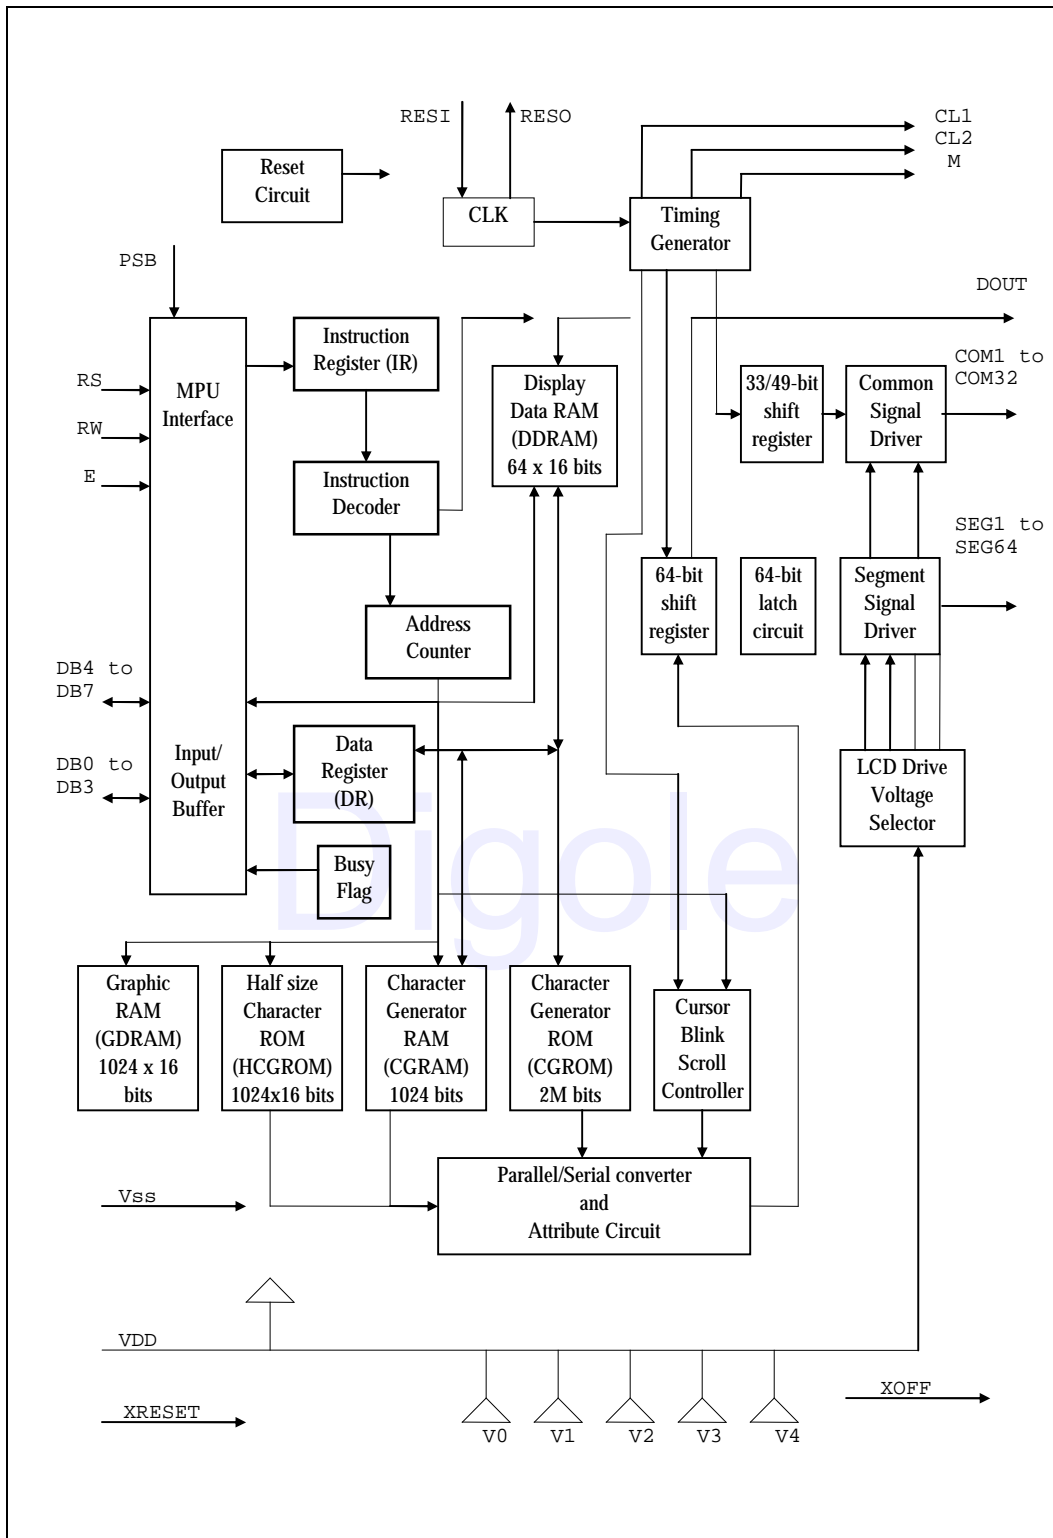 RESI
RESO
CL1
CL2
M
Reset
Circuit
CLK
Timing
Generator
PSB
DOUT
MPU
Interface
Instruction
Register (IR)
RS
RW
E
Display
Data RAM
(DDRAM)
64 x 16 bits
33/49-bit
shift
register
Common
Signal
Driver
COM1 to
COM32
Instruction
Decoder
64-bit
shift
register
64-bit
latch
circuit
Segment
Signal
Driver
SEG1 to
SEG64
Address
Counter
DB4 to
DB7
DB0 to
DB3
Input/
Output
Buffer
Data
Register
(DR)
LCD Drive
Voltage
Selector
Busy
Flag
Digole
Graphic
RAM
(GDRAM)
1024 x 16
bits
Half size
Character
ROM
(HCGROM)
1024x16 bits
Character
Generator
RAM
(CGRAM)
1024 bits
Character
Generator
ROM
(CGROM)
2M bits
Cursor
Blink
Scroll
Controller
Parallel/Serial converter
and
Attribute Circuit
Vss
VDD
XRESET
XOFF
V0
V1
V2
V3
V4